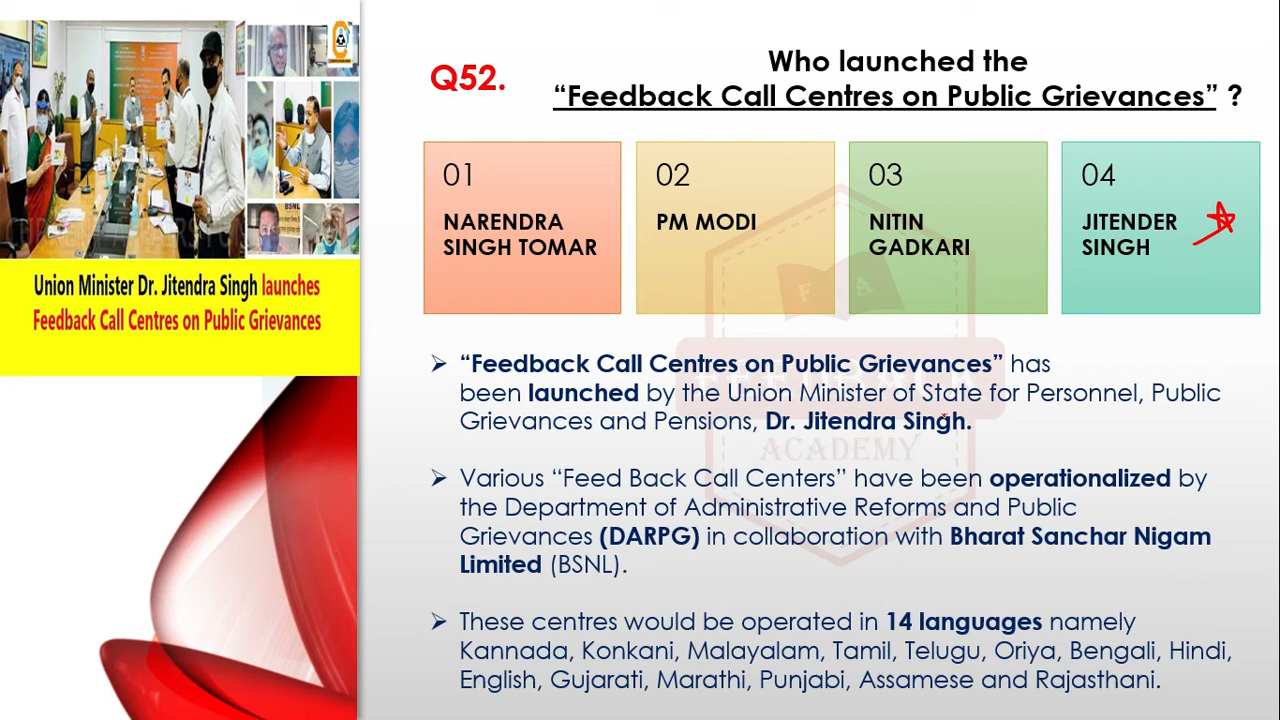 Q52.
Who launched the
“Feedback Call Centres on Public Grievances” ?
01
NARENDRA
SINGH TOMAR
02
PM MODI
03
NITIN
GADKARI
04
JITENDER
SINGH
BSNL
Union Minister Dr. Jitendra Singh launches
Feedback Call Centres on Public Grievances
F A
ACADEMY
➢ “Feedback Call Centres on Public Grievances” has
been launched by the Union Minister of State for Personnel, Public
Grievances and Pensions, Dr. Jitendra Singh.
➢ Various “Feed Back Call Centers” have been operationalized by
the Department of Administrative Reforms and Public
Grievances (DARPG) in collaboration with Bharat Sanchar Nigam
Limited (BSNL).
➢ These centres would be operated in 14 languages namely
Kannada, Konkani, Malayalam, Tamil, Telugu, Oriya, Bengali, Hindi,
English, Gujarati, Marathi, Punjabi, Assamese and Rajasthani.